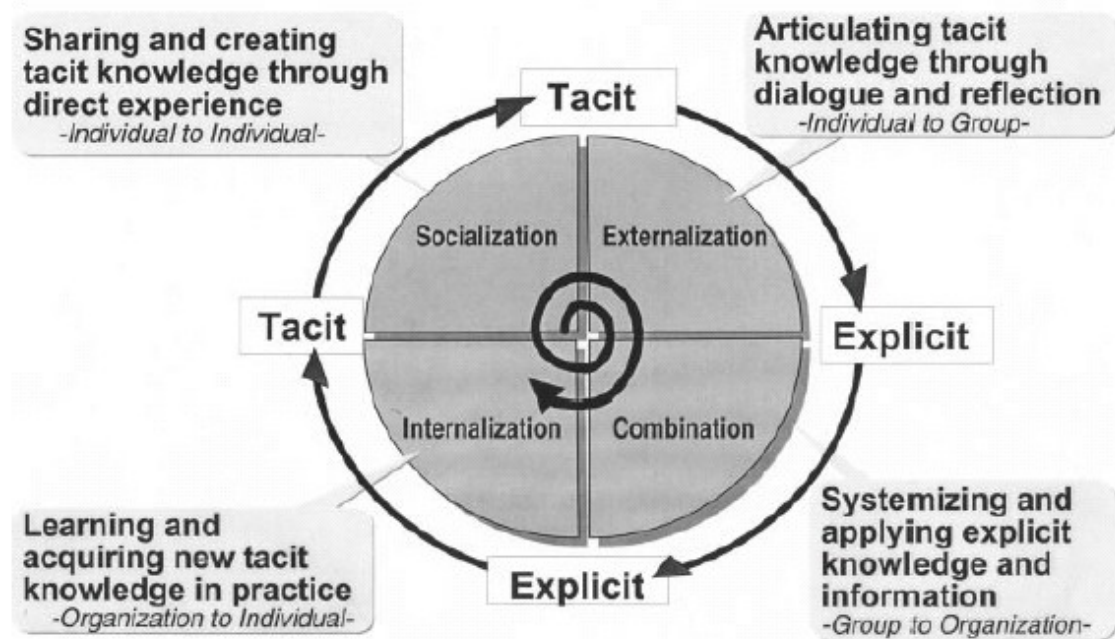 Sharing and creating
tacit knowledge through
direct experience
-Individual to Individual-
Articulating tacit
knowledge through
dialogue and reflection
-Individual to Group-
Tacit
Socialization
Externalization
Tacit
Explicit
Internalization
Combination
Learning and
acquiring new tacit
knowledge in practice
-Organization to Individual-
Explicit
Systemizing and
applying explicit
knowledge and
information
-Group to Organization-